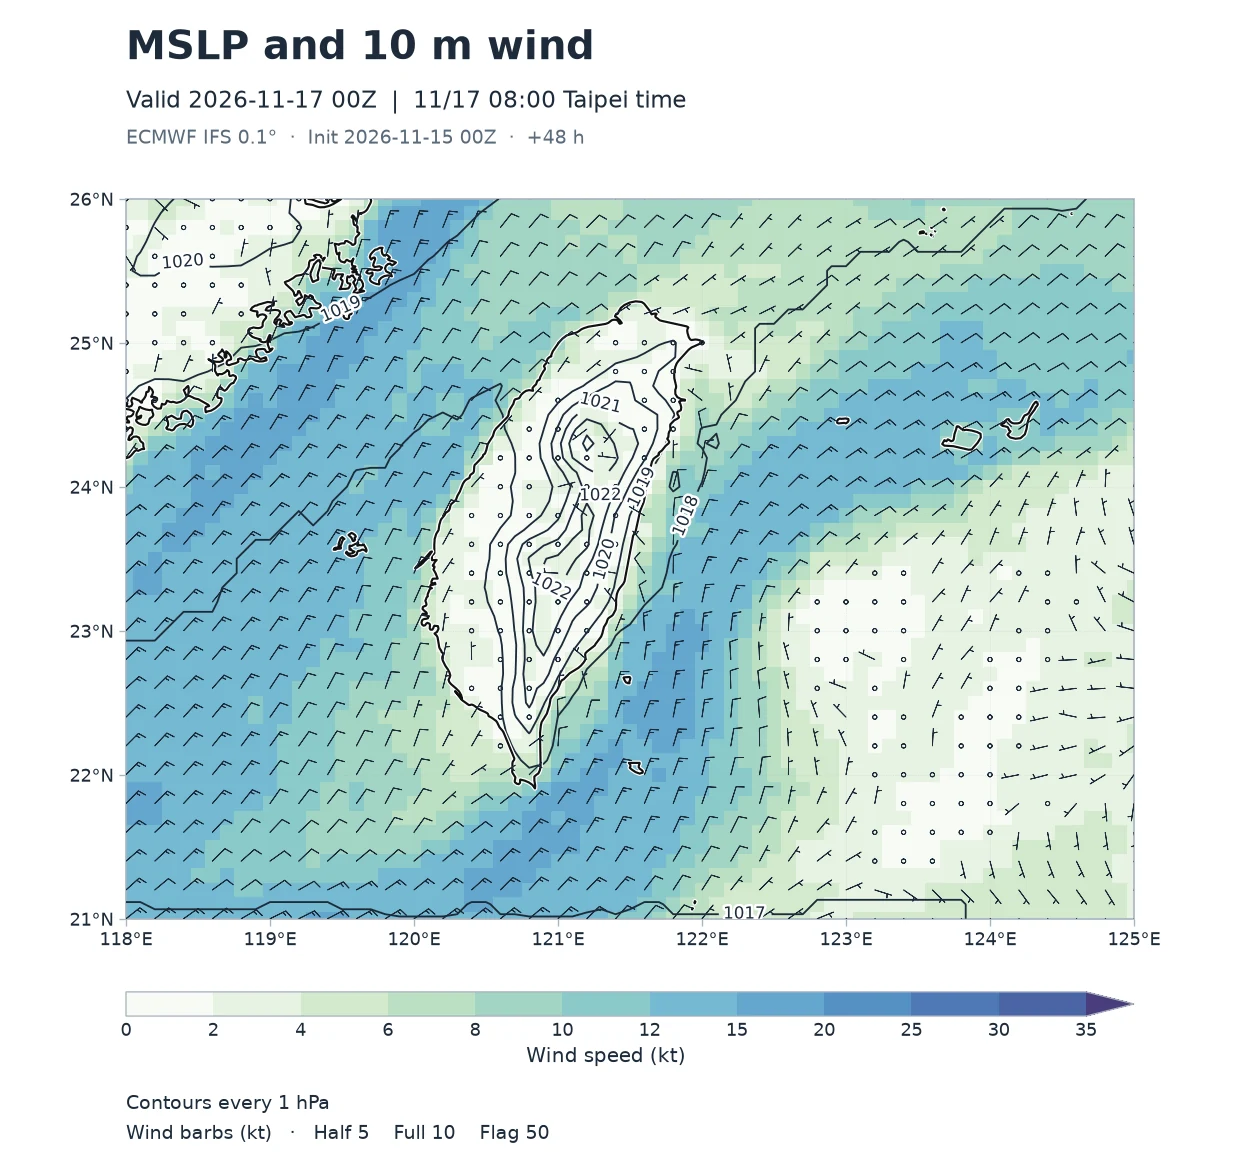 MSLP and 10 m wind
Valid 2026-11-17 00Z | 11/17 08:00 Taipei time
ECMWF IFS 0.1° · Init 2026-11-15 00Z · +48 h
26°N
1020
1019
25°N
1021
24°N
1022
1019
1018
1020
1022
23°N
22°N
21°N
1017
118°E 119°E 120°E 121°E 122°E 123°E 124°E 125°E
0 2 4 6 8 10 12 15 20 25 30 35
Wind speed (kt)
Contours every 1 hPa
Wind barbs (kt) · Half 5 Full 10 Flag 50